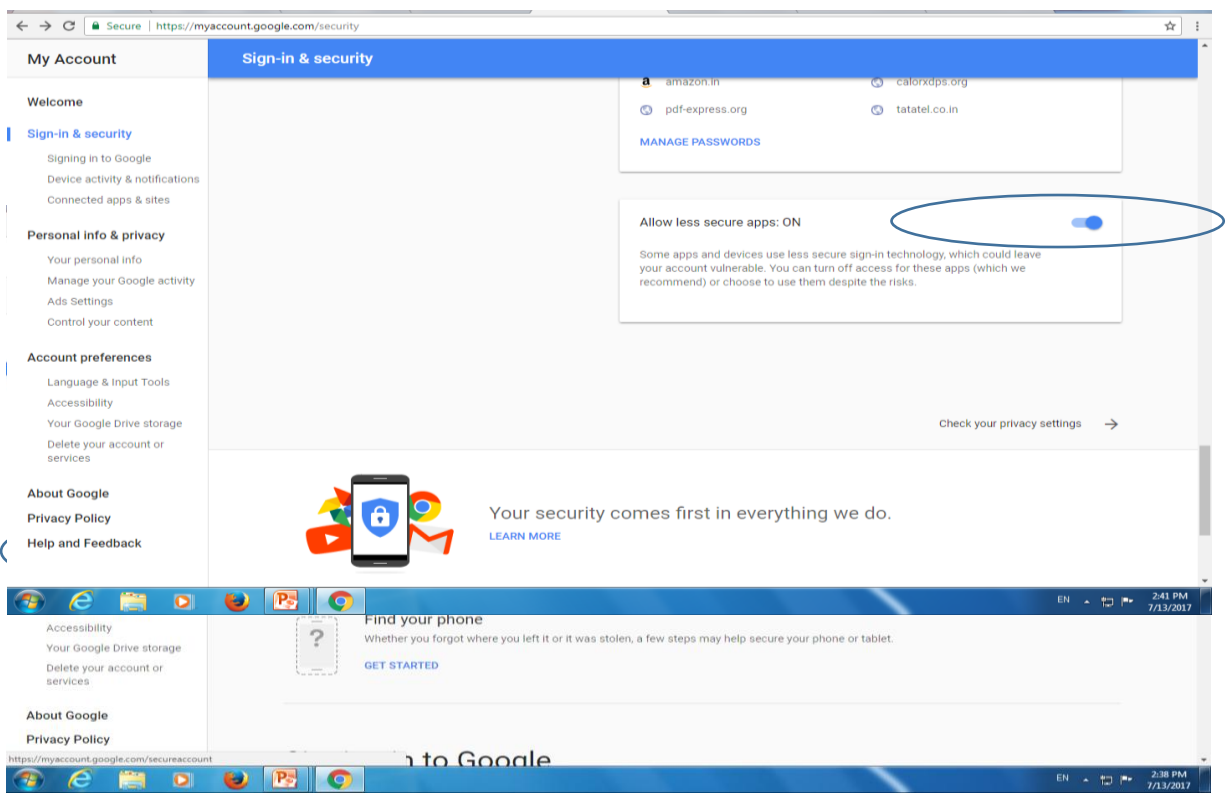 Secure | https://myaccount.google.com/security
My Account
Sign-in & security
Welcome
Sign-in & security
Signing in to Google
Device activity & notifications
Connected apps & sites
Personal info & privacy
Your personal info
Manage your Google activity
Ads Settings
Control your content
Account preferences
Language & Input Tools
Accessibility
Your Google Drive storage
Delete your account or
services
About Google
Privacy Policy
Help and Feedback
amazon.in
calorxdps.org
pdf-express.org
tatatel.co.in
MANAGE PASSWORDS
Allow less secure apps: ON
Some apps and devices use less secure sign-in technology, which could leave
your account vulnerable. You can turn off access for these apps (which we
recommend) or choose to use them despite the risks.
Check your privacy settings
Your security comes first in everything we do.
LEARN MORE
EN
2:41 PM
7/13/2017
Accessibility
Your Google Drive storage
Delete your account or
services
About Google
Privacy Policy
https://myaccount.google.com/secureaccount
Find your phone
Whether you forgot where you left it or it was stolen, a few steps may help secure your phone or tablet.
GET STARTED
to Google
EN
2:38 PM
7/13/2017